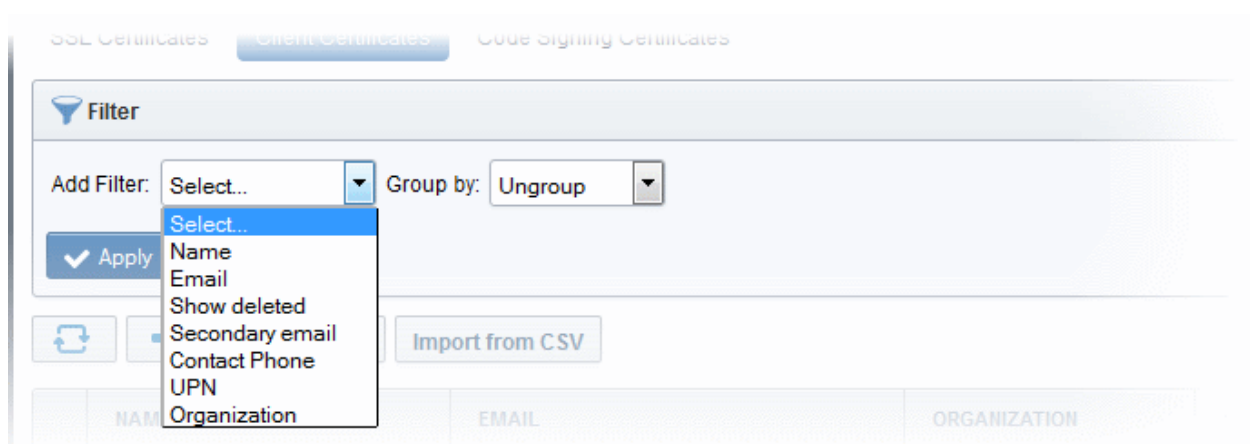 SSL Certificates Client Certificates Code Signing Certificates
Filter
Add Filter: Select... Group by: Ungroup
Select...
Name
Apply
Email
Show deleted
Secondary email
Import from CSV
Contact Phone
UPN
Organization
EMAIL ORGANIZATION